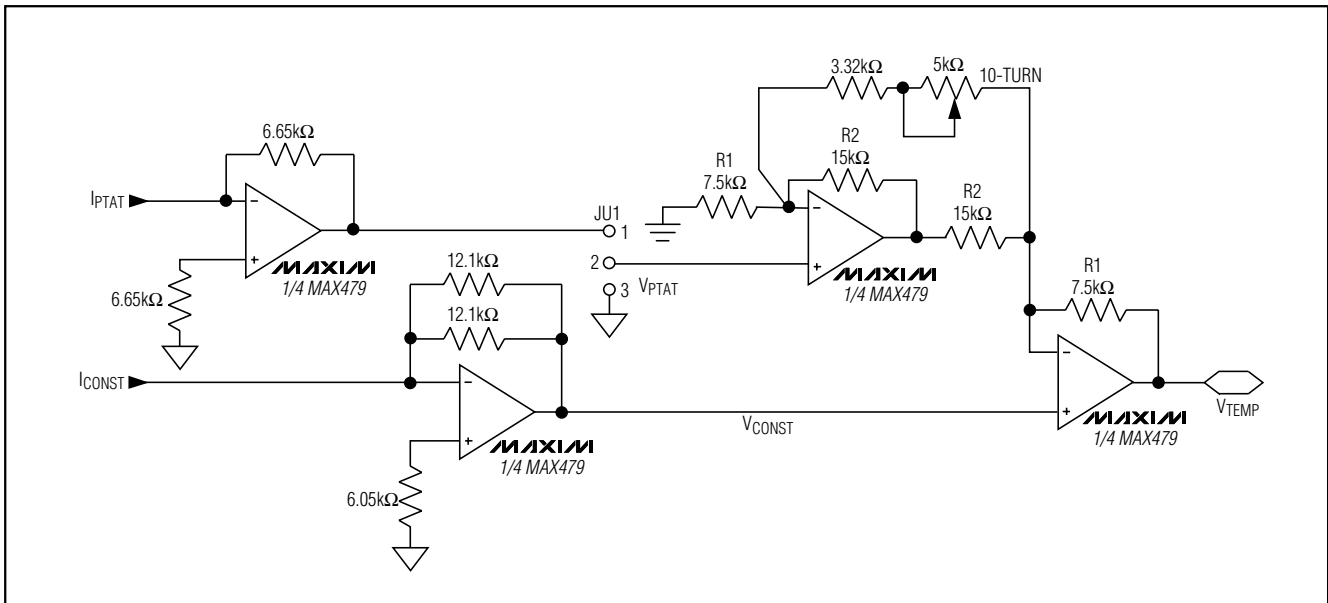 3.32kΩ
5kΩ
10-TURN
6.65kΩ
R2
15kΩ
R1
7.5kΩ
R2
15kΩ
IPTAT
JU1
1
2
3
VPTAT
MAXIM
1/4 MAX479
MAXIM
1/4 MAX479
6.65kΩ
12.1kΩ
12.1kΩ
R1
7.5kΩ
ICONST
VTEMP
VCONST
MAXIM
1/4 MAX479
MAXIM
1/4 MAX479
6.05kΩ